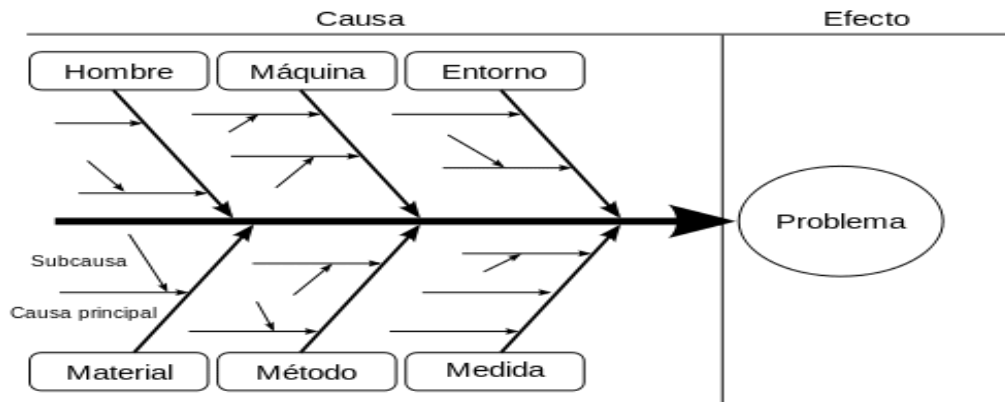 Causa
Efecto
Hombre
Máquina
Entorno
Problema
Subcausa
Causa principal
Material
Método
Medida